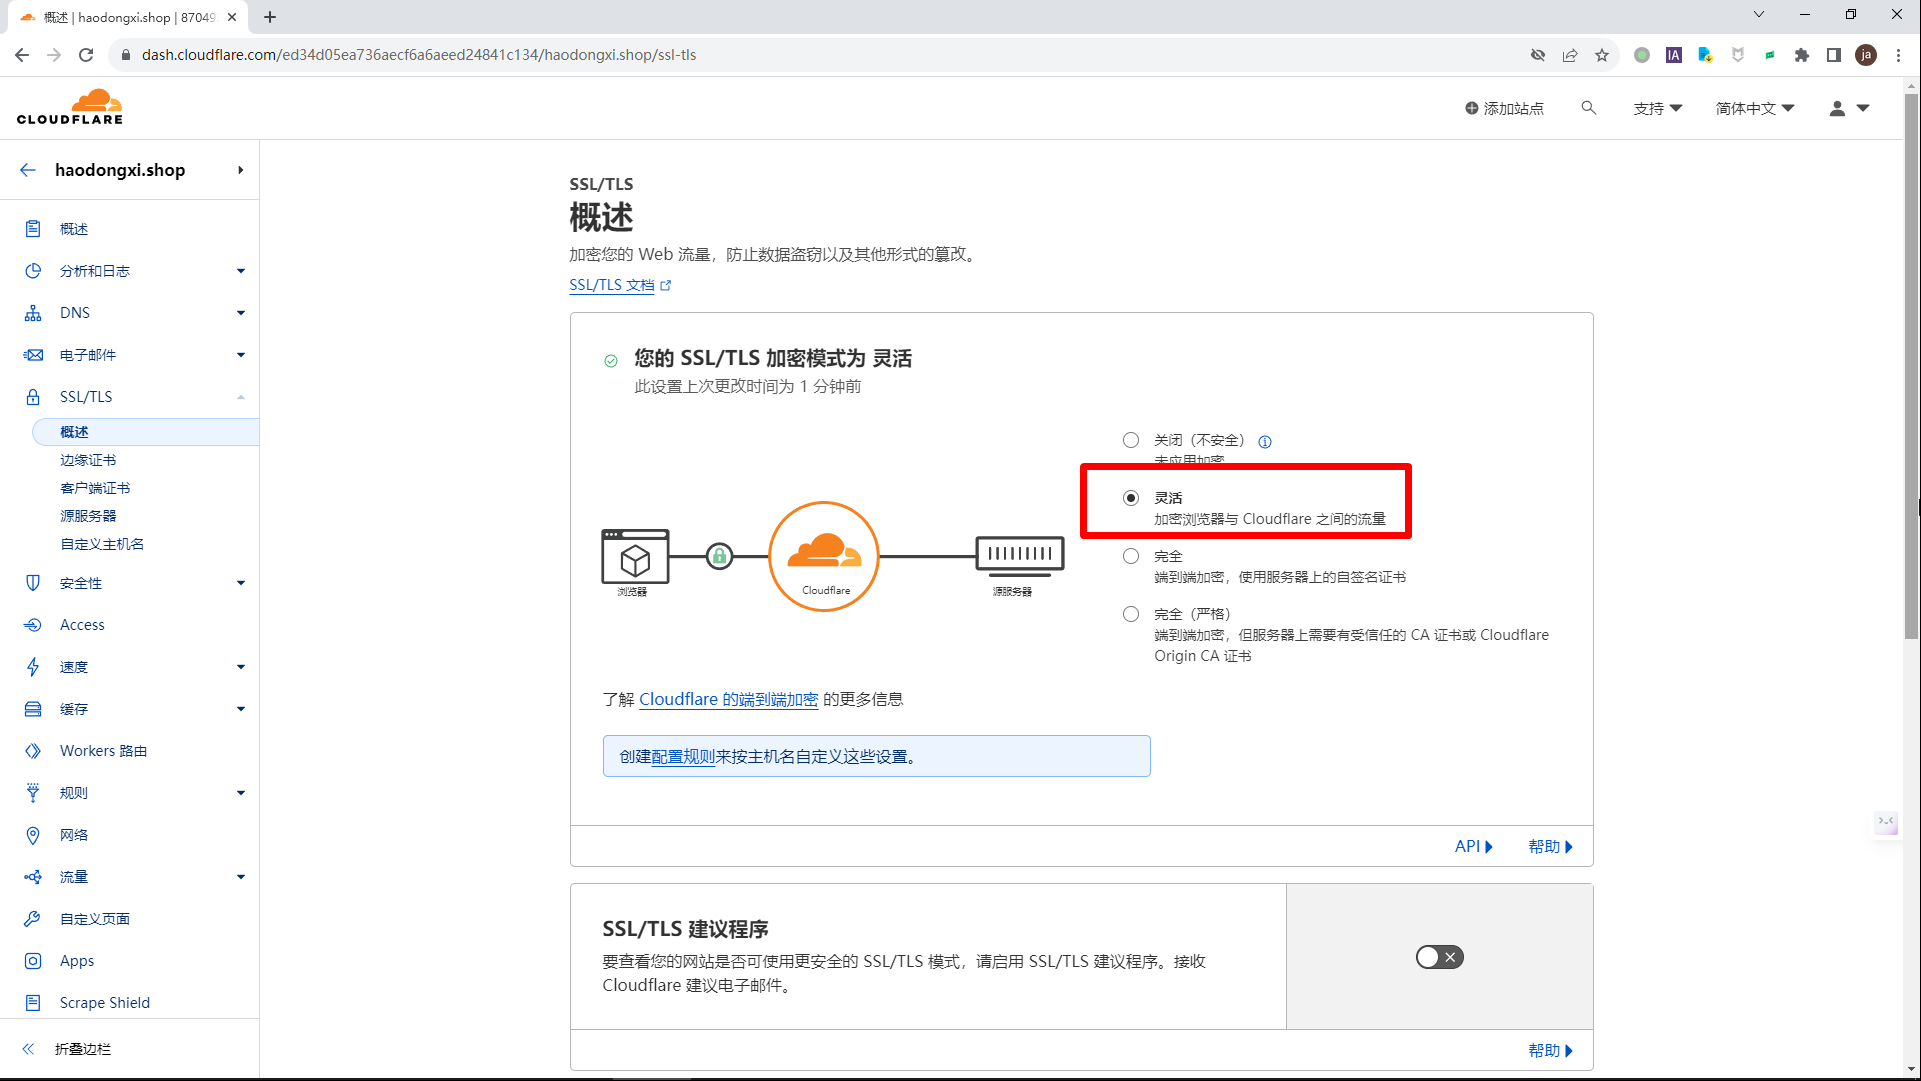 概述 | haodongxi.shop | 87049
dash.cloudflare.com/ed34d05ea736aecf6a6aeed24841c134/haodongxi.shop/ssl-tls
IA
ja
CLOUDFLARE
添加站点
支持
简体中文
haodongxi.shop
概述
分析和日志
DNS
电子邮件
SSL/TLS
概述
边缘证书
客户端证书
源服务器
自定义主机名
安全性
Access
速度
缓存
Workers 路由
规则
网络
流量
自定义页面
Apps
Scrape Shield
折叠边栏
SSL/TLS
概述
加密您的 Web 流量，防止数据盗窃以及其他形式的篡改。
SSL/TLS 文档
您的 SSL/TLS 加密模式为 灵活
此设置上次更改时间为 1 分钟前
浏览器
Cloudflare
源服务器
关闭（不安全）
未应用加密
灵活
加密浏览器与 Cloudflare 之间的流量
完全
端到端加密，使用服务器上的自签名证书
完全（严格）
端到端加密，但服务器上需要有受信任的 CA 证书或 Cloudflare
Origin CA 证书
了解 Cloudflare 的端到端加密 的更多信息
创建配置规则来按主机名自定义这些设置。
API
帮助
SSL/TLS 建议程序
要查看您的网站是否可使用更安全的 SSL/TLS 模式，请启用 SSL/TLS 建议程序。接收
Cloudflare 建议电子邮件。
帮助